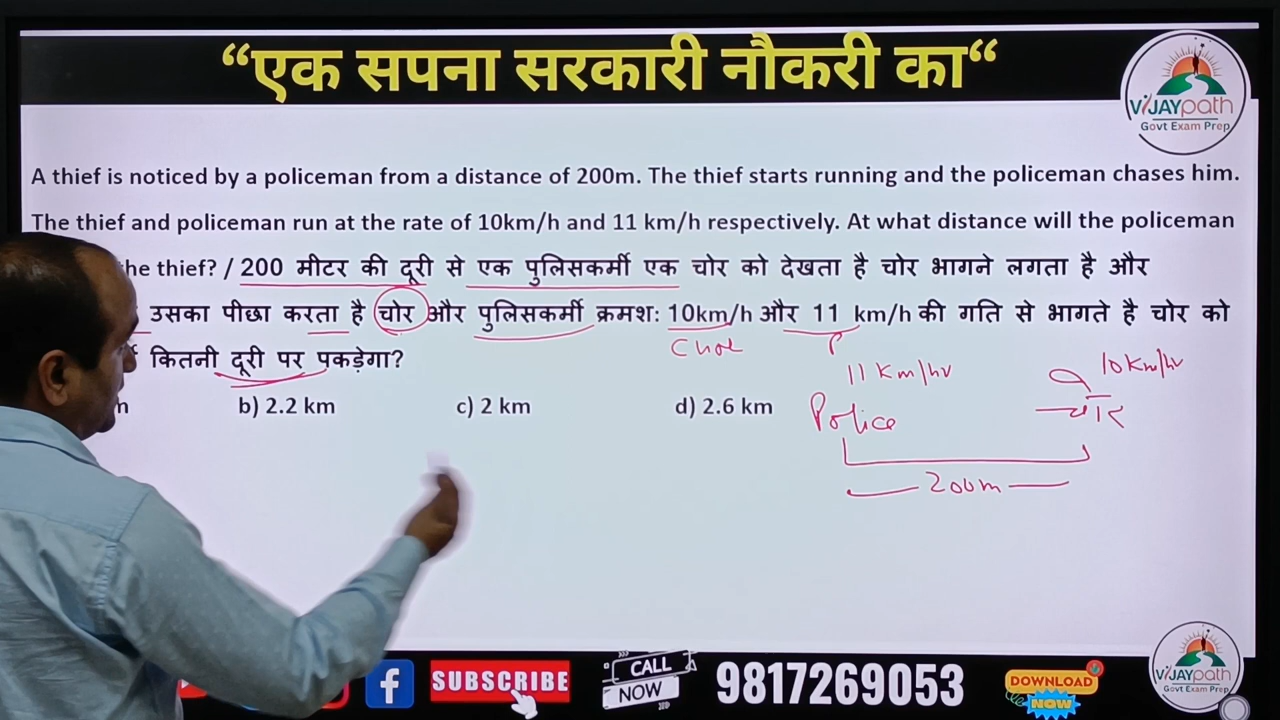 “एक सपना सरकारी नौकरी का“
VIJAYpath
Govt Exam Prep
A thief is noticed by a policeman from a distance of 200m. The thief starts running and the policeman chases him.
The thief and policeman run at the rate of 10km/h and 11 km/h respectively. At what distance will the policeman
the thief? / 200 मीटर की दूरी से एक पुलिसकर्मी एक चोर को देखता है चोर भागने लगता है और
उसका पीछा करता है चोर और पुलिसकर्मी क्रमश: 10km/h और 11 km/h की गति से भागते है चोर को
कितनी दूरी पर पकड़ेगा?
Chor P
11 Km/hr 10 Km/hr
b) 2.2 km c) 2 km d) 2.6 km
Police चोर
200m
SUBSCRIBE
CALL NOW
9817269053
DOWNLOAD NOW
VIJAYpath
Govt Exam Prep